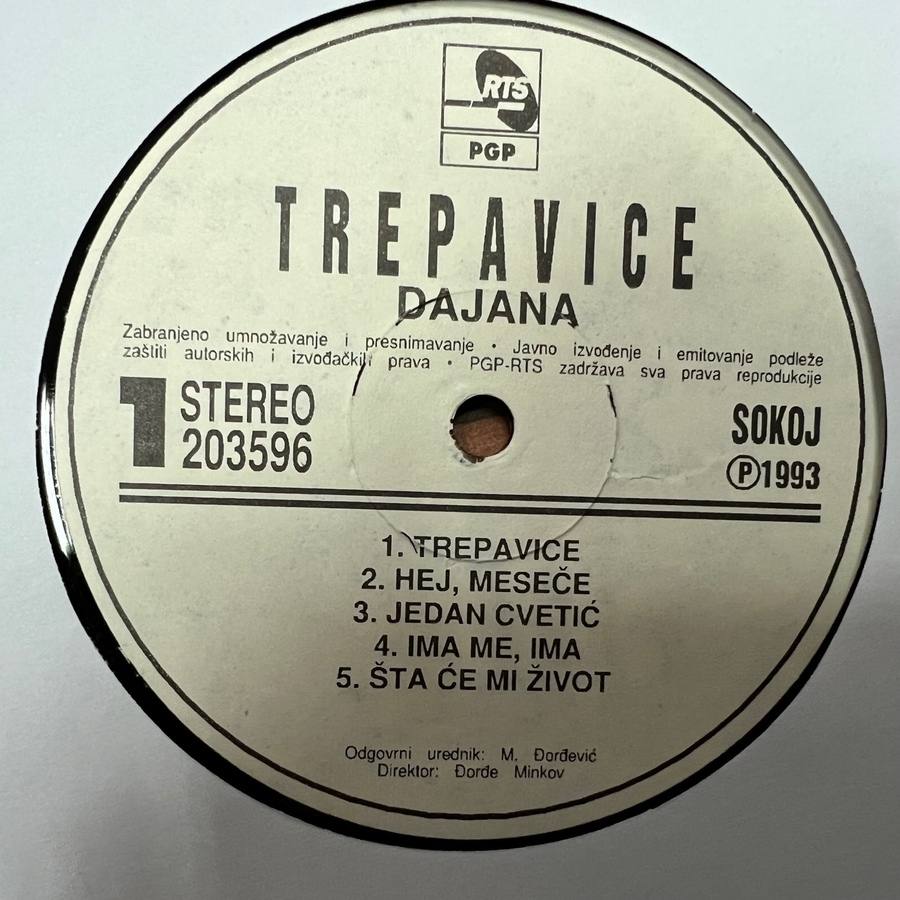 RTS
PGP
TREPAVICE
DAJANA
Zabranjeno umnožavanje i presnimavanje • Javno izvođenje i emitovanje podleže
zaštiti autorskih i izvođačkih prava • PGP-RTS zadržava sva prava reprodukcije
1 STEREO
203596
SOKOJ
Ⓟ1993
1. TREPAVICE
2. HEJ, MESEČE
3. JEDAN CVETIĆ
4. IMA ME, IMA
5. ŠTA ĆE MI ŽIVOT
Odgovrni urednik: M. Đorđević
Direktor: Đorđe Minkov